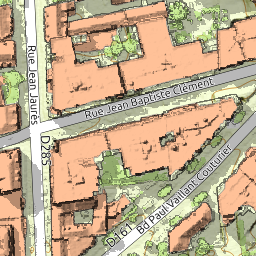 Rue Jean Jaurès
Rue Jean Baptiste Clément
D285
D161
Bd Paul Vaillant Couturier